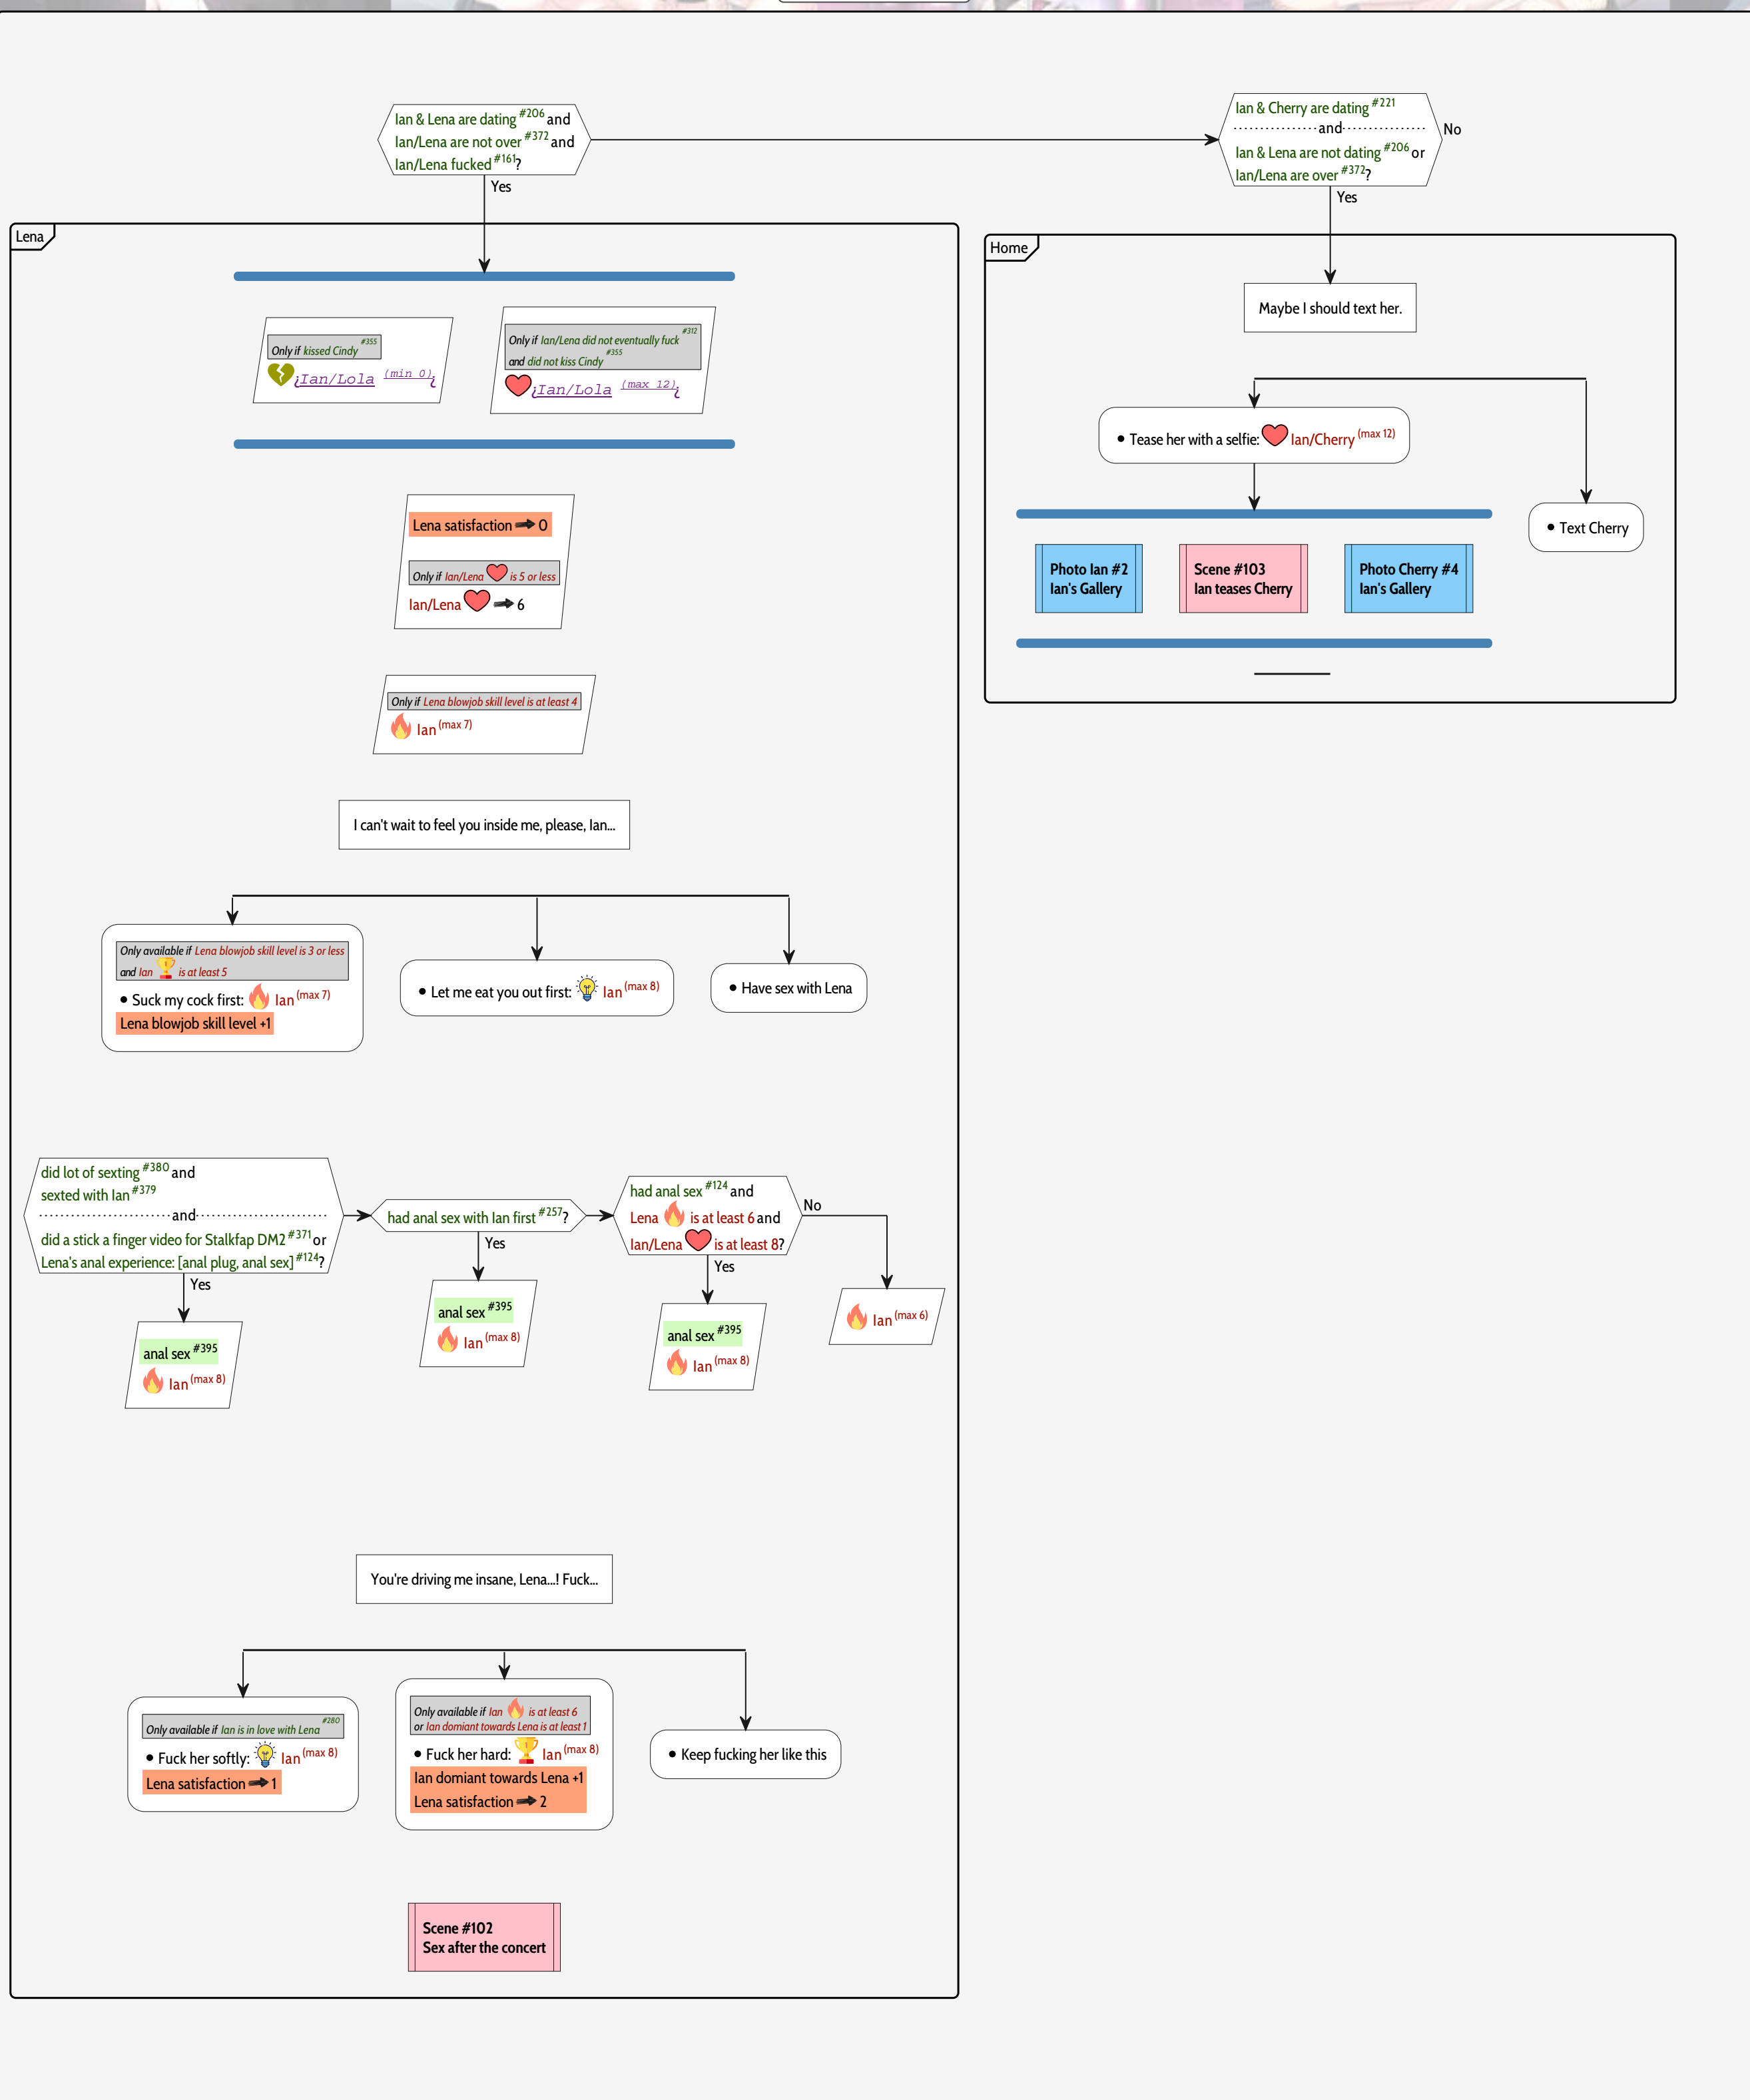 Ian & Lena are dating #206 and
Ian/Lena are not over #372 and
Ian/Lena fucked #161?
Yes
Ian & Cherry are dating #221
and
Ian & Lena are not dating #206 or
Ian/Lena are over #372?
No
Yes
Lena
Only if kissed Cindy #355
¿Ian/Lola (min 0)¿
Only if Ian/Lena did not eventually fuck #312
and did not kiss Cindy #355
¿Ian/Lola (max 12)¿
Lena satisfaction 0
Only if Ian/Lena is 5 or less
Ian/Lena 6
Only if Lena blowjob skill level is at least 4
Ian (max 7)
I can't wait to feel you inside me, please, Ian...
Only available if Lena blowjob skill level is 3 or less
and Ian is at least 5
• Suck my cock first: Ian (max 7)
Lena blowjob skill level +1
• Let me eat you out first: Ian (max 8)
• Have sex with Lena
did lot of sexting #380 and
sexted with Ian #379
and
did a stick a finger video for Stalkfap DM2 #371 or
Lena's anal experience: [anal plug, anal sex] #124?
Yes
anal sex #395
Ian (max 8)
had anal sex with Ian first #257?
Yes
anal sex #395
Ian (max 8)
had anal sex #124 and
Lena is at least 6 and
Ian/Lena is at least 8?
No
Yes
anal sex #395
Ian (max 8)
Ian (max 6)
You're driving me insane, Lena...! Fuck...
Only available if Ian is in love with Lena #280
• Fuck her softly: Ian (max 8)
Lena satisfaction 1
Only available if Ian is at least 6
or Ian domiant towards Lena is at least 1
• Fuck her hard: Ian (max 8)
Ian domiant towards Lena +1
Lena satisfaction 2
• Keep fucking her like this
Scene #102
Sex after the concert
Home
Maybe I should text her.
• Tease her with a selfie: Ian/Cherry (max 12)
• Text Cherry
Photo Ian #2
Ian's Gallery
Scene #103
Ian teases Cherry
Photo Cherry #4
Ian's Gallery